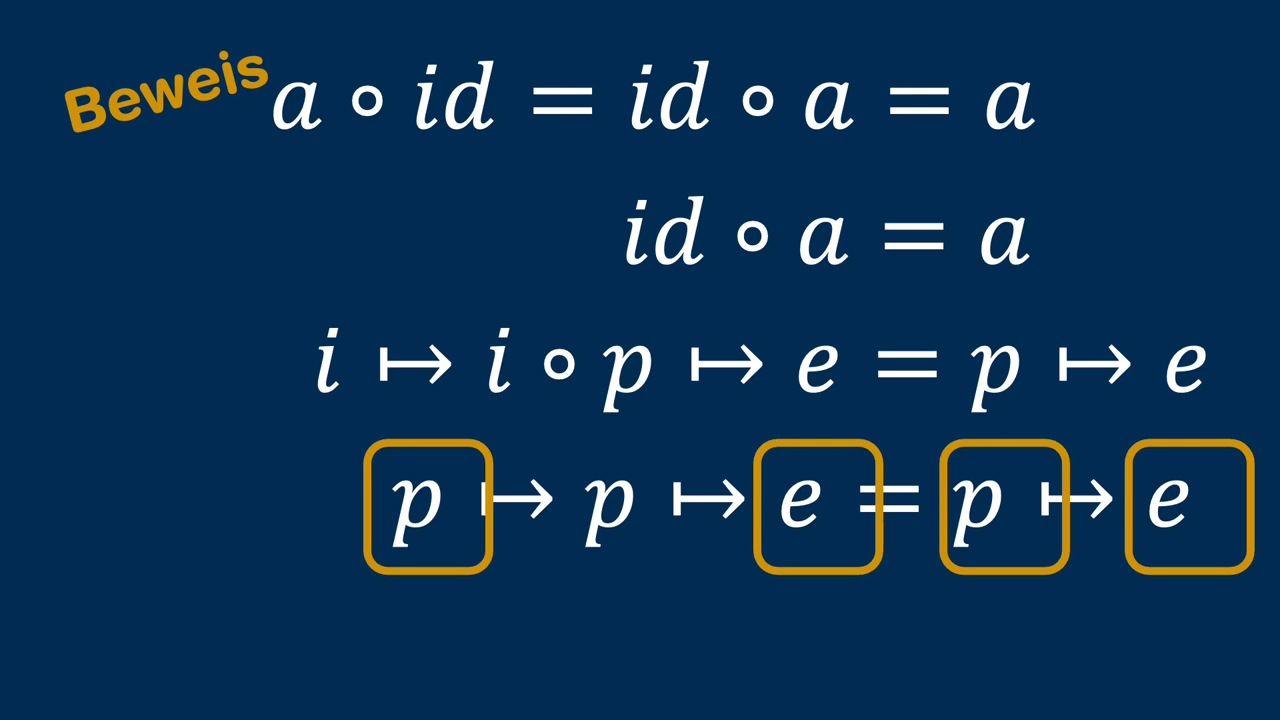 Beweis
a ∘ id = id ∘ a = a
id ∘ a = a
i ↦ i ∘ p ↦ e = p ↦ e
p ↦ p ↦ e = p ↦ e